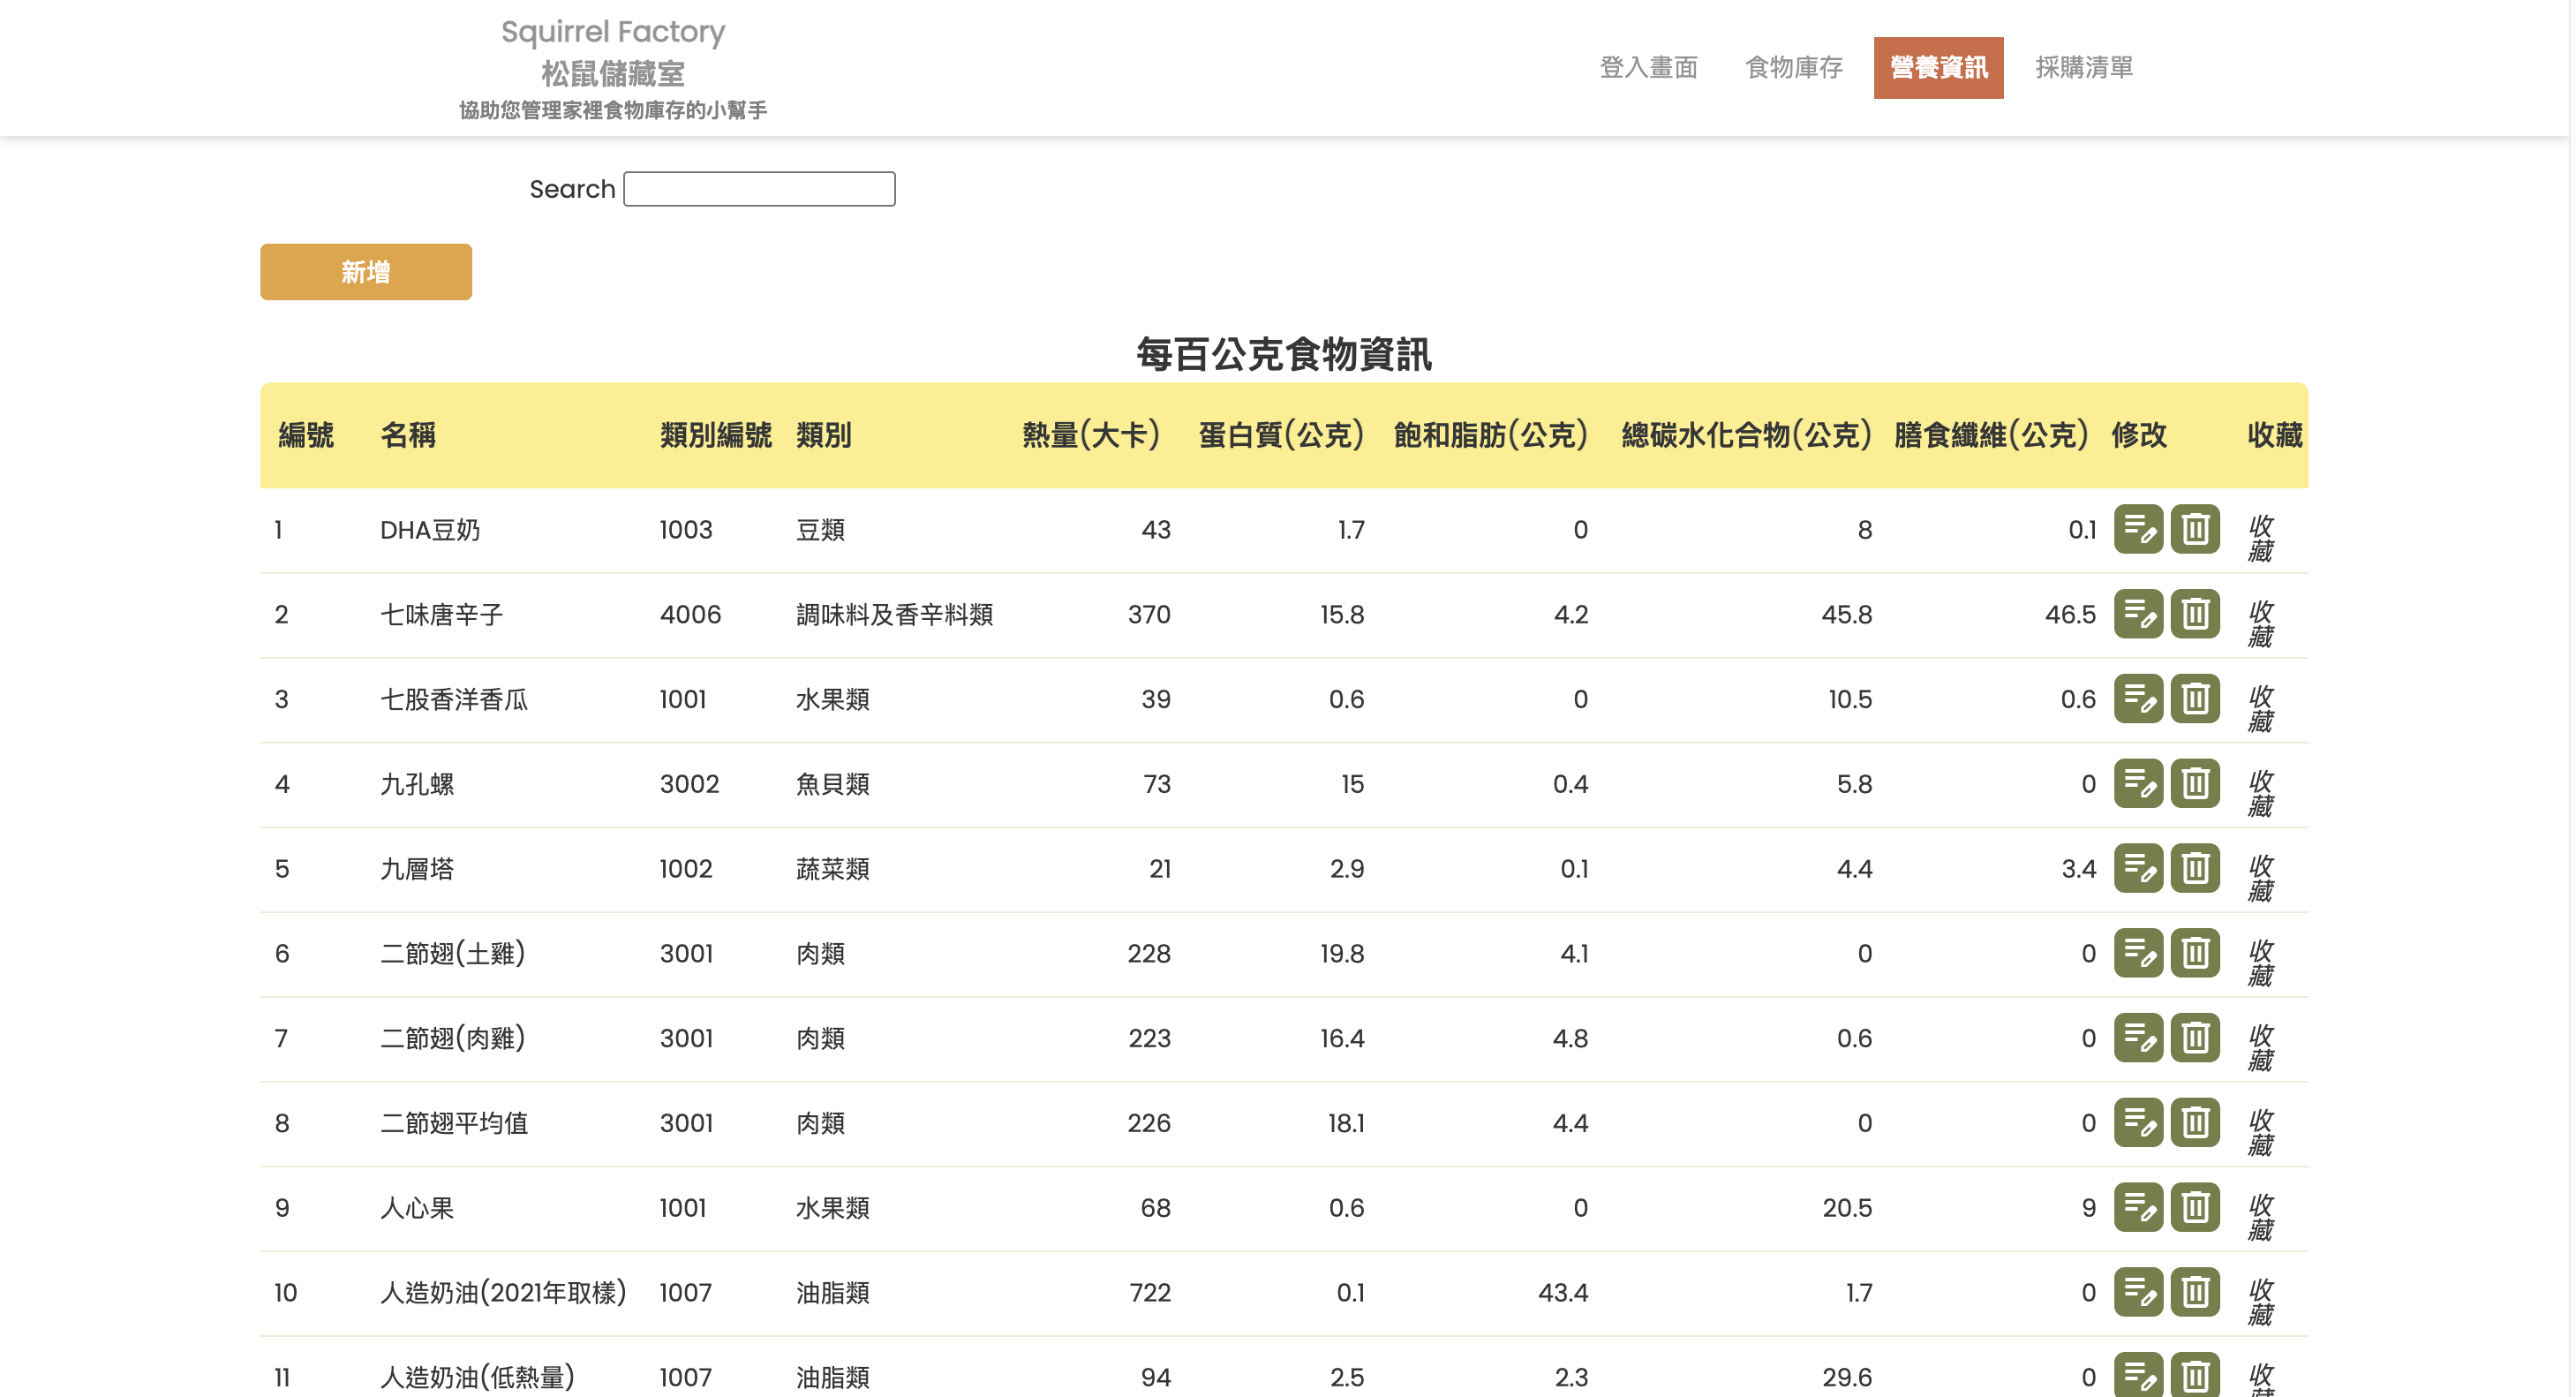 Squirrel Factory
松鼠儲藏室
協助您管理家裡食物庫存的小幫手
登入畫面 食物庫存 營養資訊 採購清單
Search
新增
每百公克食物資訊
編號 名稱 類別編號 類別 熱量(大卡) 蛋白質(公克) 飽和脂肪(公克) 總碳水化合物(公克) 膳食纖維(公克) 修改 收藏
1 DHA豆奶 1003 豆類 43 1.7 0 8 0.1 收藏
2 七味唐辛子 4006 調味料及香辛料類 370 15.8 4.2 45.8 46.5 收藏
3 七股香洋香瓜 1001 水果類 39 0.6 0 10.5 0.6 收藏
4 九孔螺 3002 魚貝類 73 15 0.4 5.8 0 收藏
5 九層塔 1002 蔬菜類 21 2.9 0.1 4.4 3.4 收藏
6 二節翅(土雞) 3001 肉類 228 19.8 4.1 0 0 收藏
7 二節翅(肉雞) 3001 肉類 223 16.4 4.8 0.6 0 收藏
8 二節翅平均值 3001 肉類 226 18.1 4.4 0 0 收藏
9 人心果 1001 水果類 68 0.6 0 20.5 9 收藏
10 人造奶油(2021年取樣) 1007 油脂類 722 0.1 43.4 1.7 0 收藏
11 人造奶油(低熱量) 1007 油脂類 94 2.5 2.3 29.6 0 收藏